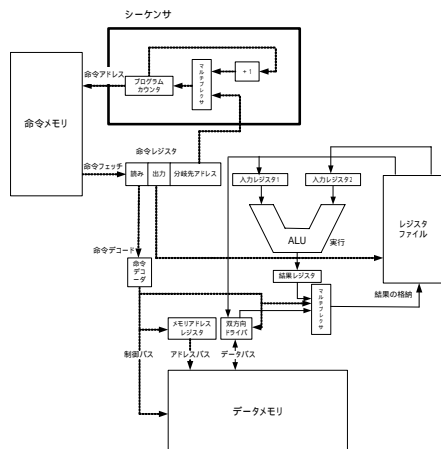 シーケンサ
命令アドレス
プログラム
カウンタ
マルチプレクサ
+1
命令メモリ
命令レジスタ
命令フェッチ
読み
出力
分岐先アドレス
入力レジスタ1
入力レジスタ2
ALU
実行
レジスタ
ファイル
命令デコード
命令
デコー
ダ
結果レジスタ
マルチプレクサ
結果の格納
メモリアドレス
レジスタ
双方向
ドライバ
制御バス
アドレスバス
データバス
データメモリ